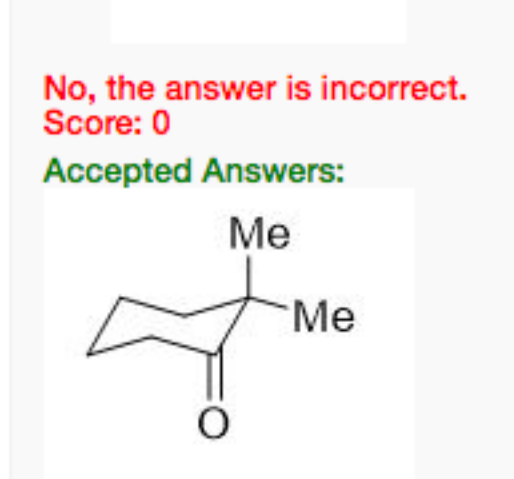 No, the answer is incorrect.
Score: 0
Accepted Answers:
Me
Me
O